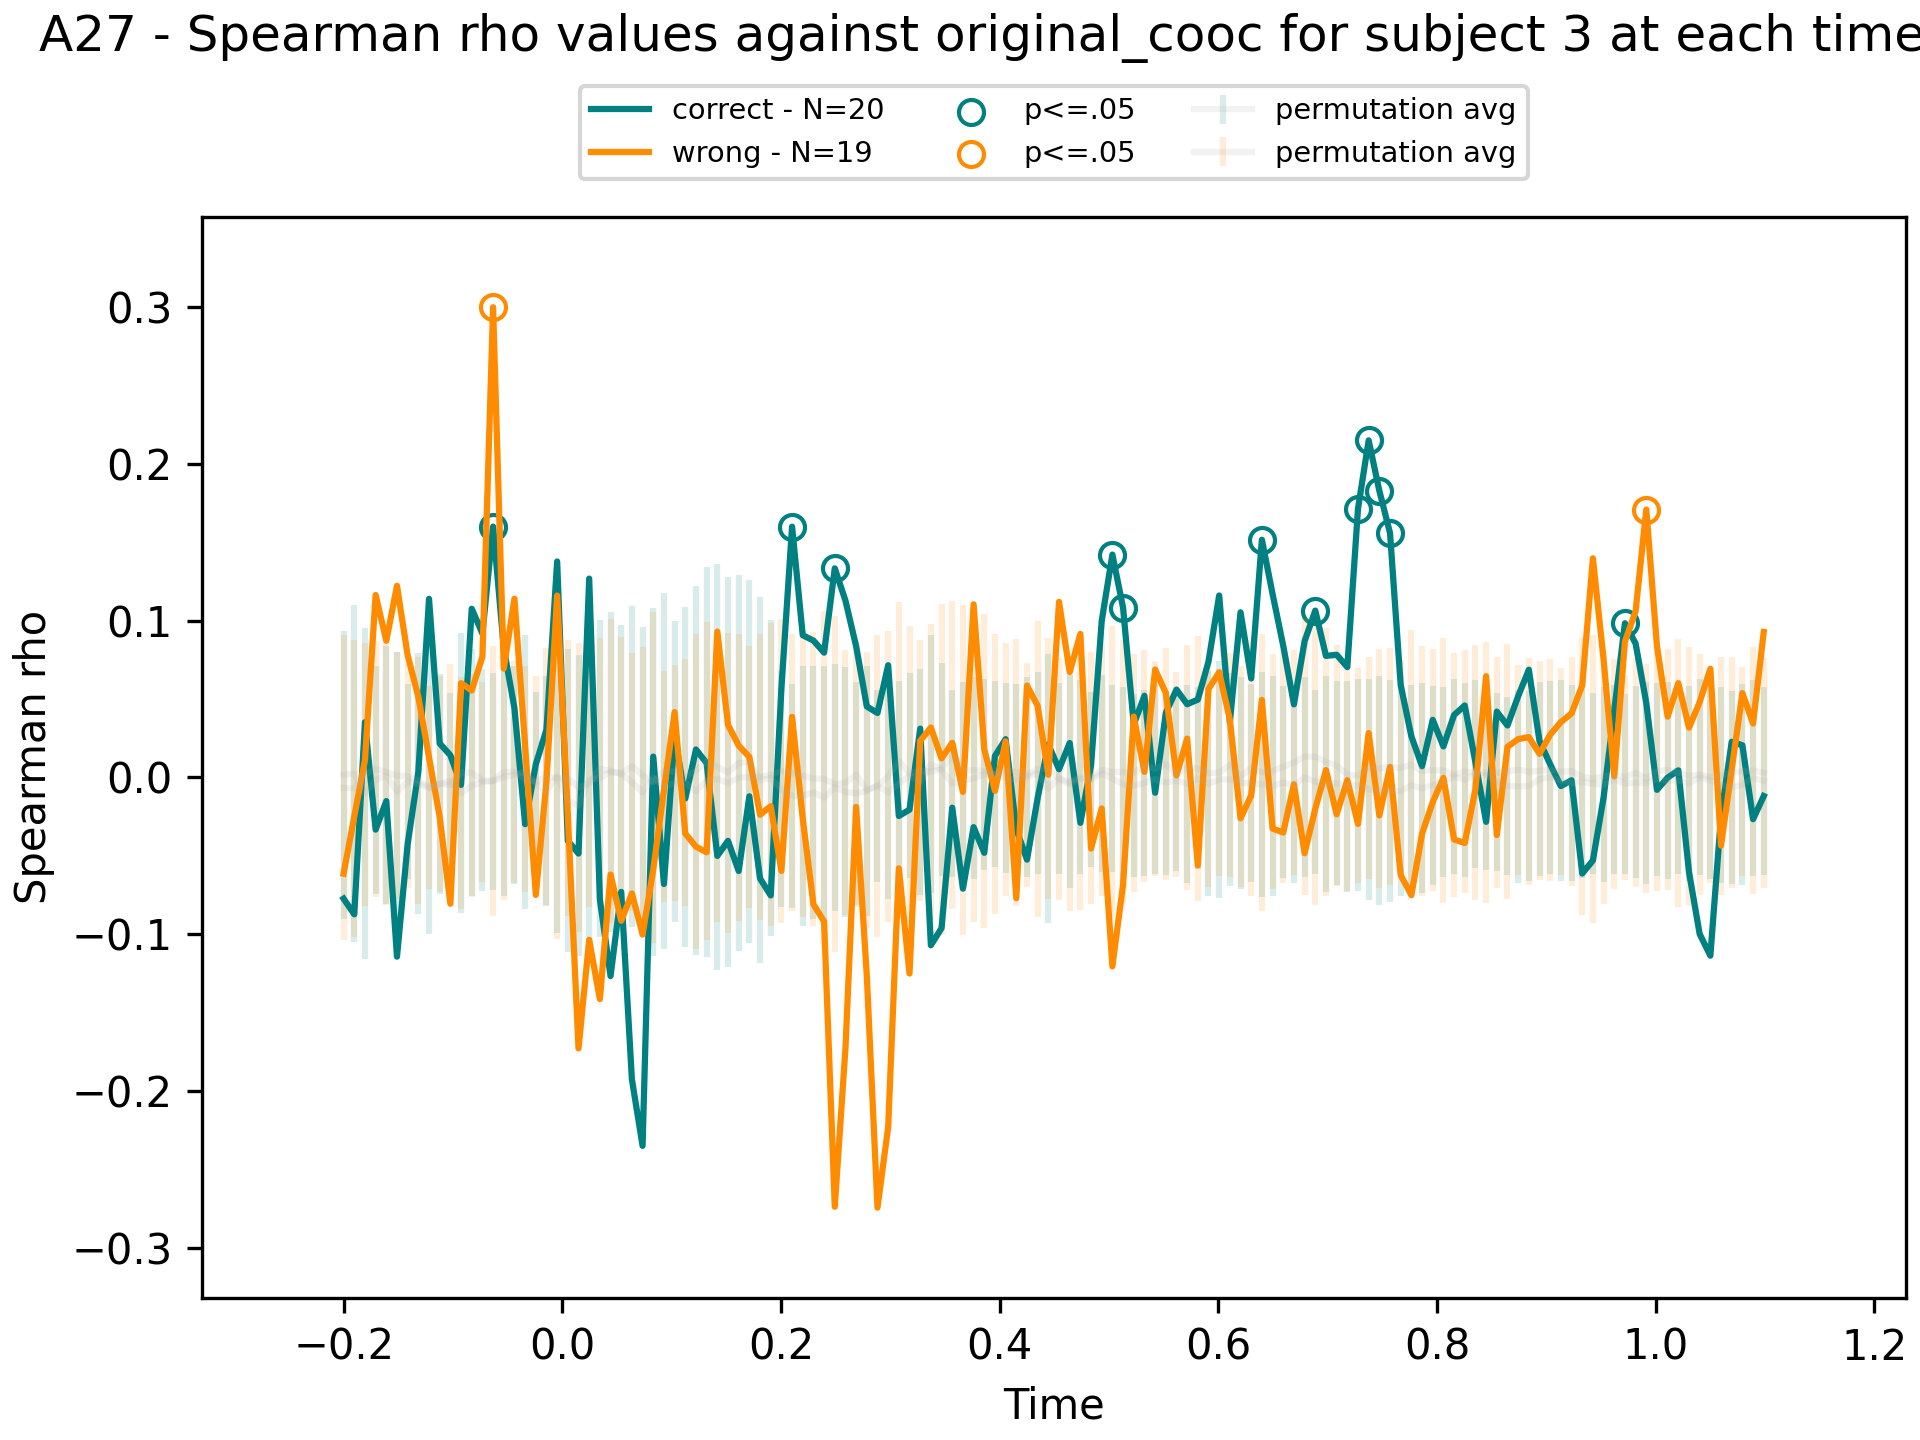 A27 - Spearman rho values against original_cooc for subject 3 at each time
correct - N=20
wrong - N=19
p<=.05
p<=.05
permutation avg
permutation avg
Spearman rho
0.3
0.2
0.1
0.0
−0.1
−0.2
−0.3
−0.2 0.0 0.2 0.4 0.6 0.8 1.0 1.2
Time